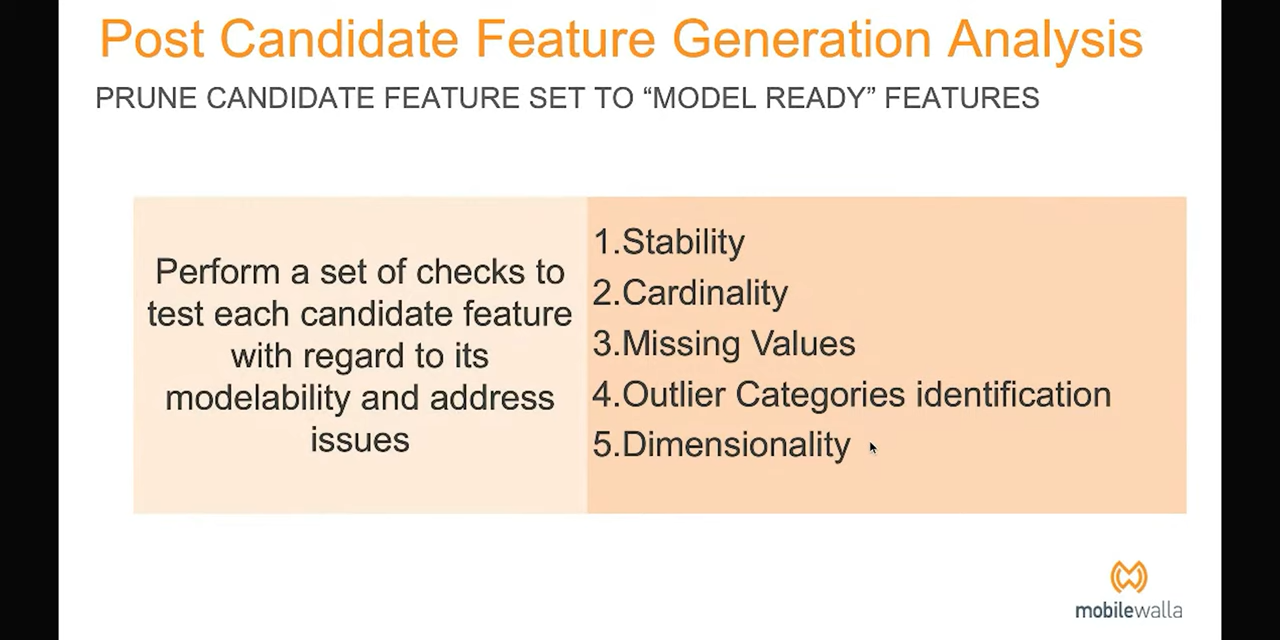 Post Candidate Feature Generation Analysis
PRUNE CANDIDATE FEATURE SET TO “MODEL READY” FEATURES
Perform a set of checks to
test each candidate feature
with regard to its
modelability and address
issues
1.Stability
2.Cardinality
3.Missing Values
4.Outlier Categories identification
5.Dimensionality
mobilewalla